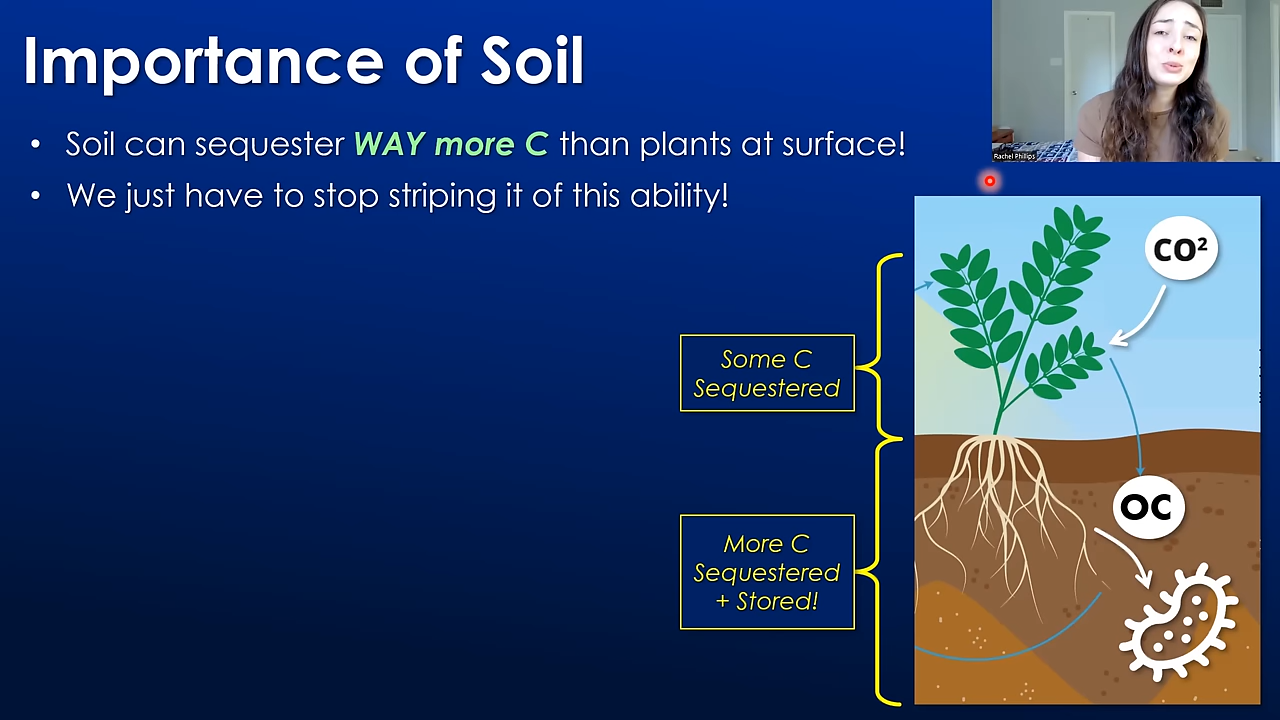 Importance of Soil
• Soil can sequester WAY more C than plants at surface!
• We just have to stop striping it of this ability!
Rachel Phillips
CO²
Some C
Sequestered
OC
More C
Sequestered
+ Stored!